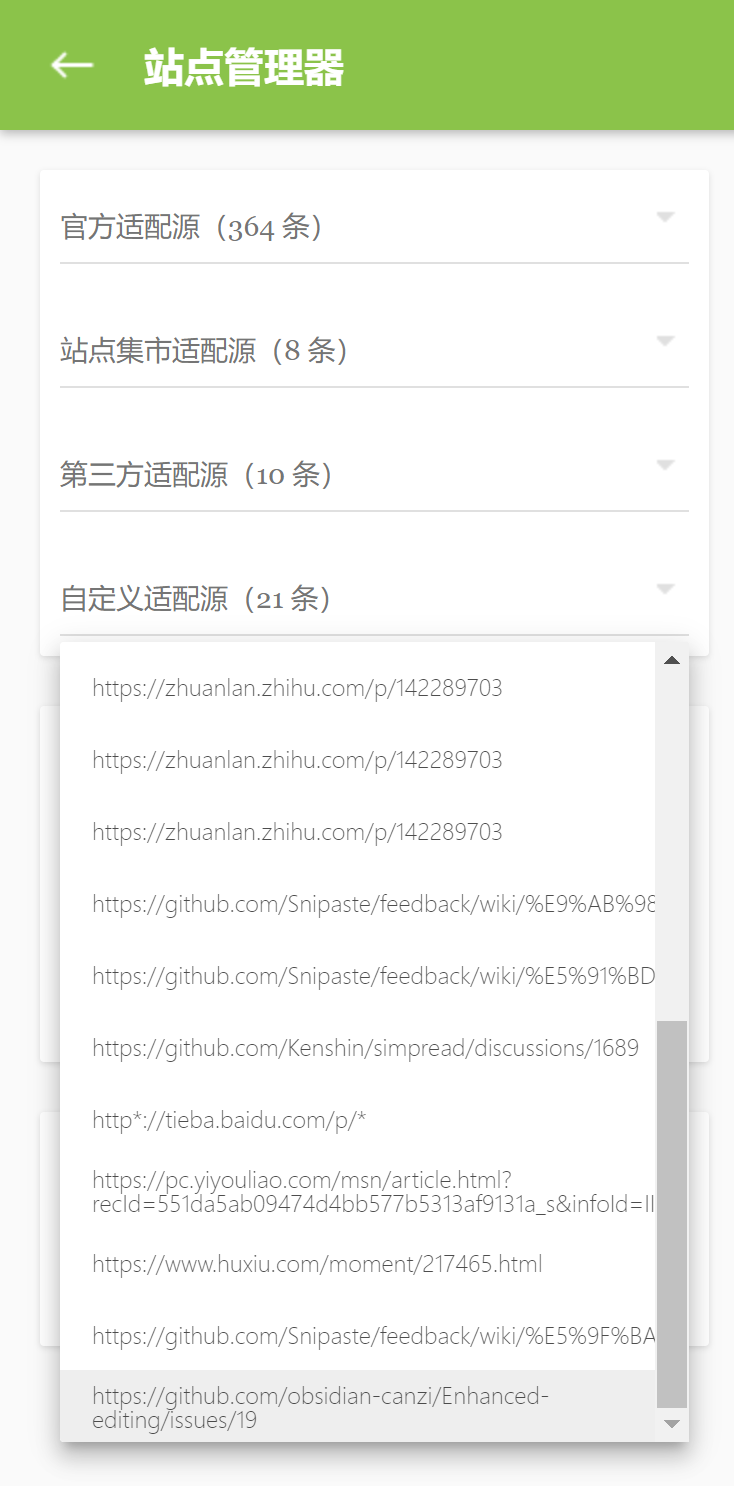 站点管理器
官方适配源（364 条）
站点集市适配源（8 条）
第三方适配源（10 条）
自定义适配源（21 条）
https://zhuanlan.zhihu.com/p/142289703
https://zhuanlan.zhihu.com/p/142289703
https://zhuanlan.zhihu.com/p/142289703
https://github.com/Snipaste/feedback/wiki/%E9%AB%98
https://github.com/Snipaste/feedback/wiki/%E5%91%BD
https://github.com/Kenshin/simpread/discussions/1689
http*://tieba.baidu.com/p/*
https://pc.yiyouliao.com/msn/article.html?
recId=551da5ab09474d4bb577b5313af9131a_s&infoId=II
https://www.huxiu.com/moment/217465.html
https://github.com/Snipaste/feedback/wiki/%E5%9F%BA
https://github.com/obsidian-canzi/Enhanced-
editing/issues/19